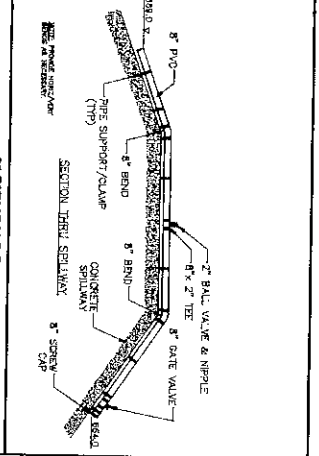 8" PVC
PIPE SUPPORT/CLAMP
(TYP)
8" BEND
2" BALL VALVE & NIPPLE
8" x 2" TEE
8" GATE VALVE
8" BEND
CONCRETE
SPILLWAY
8" SCREW
CAP
SECTION THRU SPILLWAY